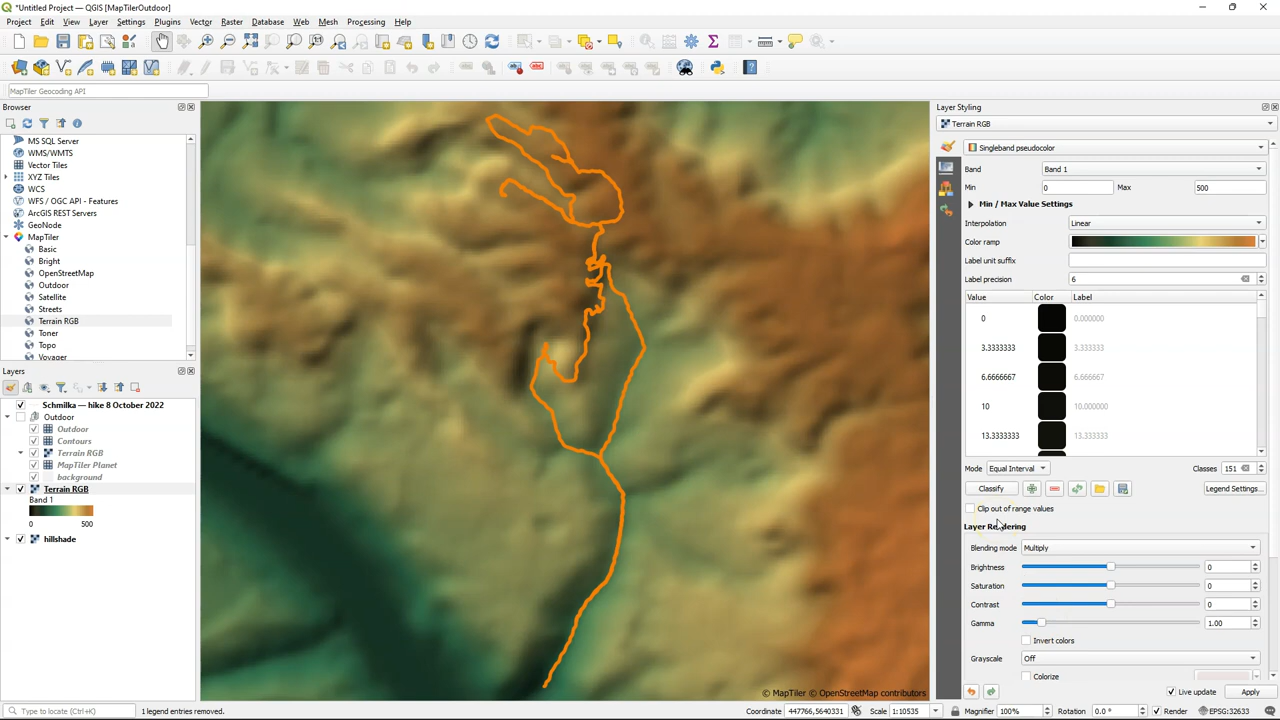 *Untitled Project — QGIS [MapTilerOutdoor]
Project Edit View Layer Settings Plugins Vector Raster Database Web Mesh Processing Help
MapTiler Geocoding API
Browser
MS SQL Server
WMS/WMTS
Vector Tiles
XYZ Tiles
WCS
WFS / OGC API - Features
ArcGIS REST Servers
GeoNode
MapTiler
Basic
Bright
OpenStreetMap
Outdoor
Satellite
Streets
Terrain RGB
Toner
Topo
Voyager
Layers
Schmilka — hike 8 October 2022
Outdoor
Outdoor
Contours
Terrain RGB
MapTiler Planet
background
Terrain RGB
Band 1
0 500
hillshade
© MapTiler © OpenStreetMap contributors
Layer Styling
Terrain RGB
Singleband pseudocolor
Band Band 1
Min 0 Max 500
Min / Max Value Settings
Interpolation Linear
Color ramp
Label unit suffix
Label precision 6
Value Color Label
0 0.000000
3.3333333 3.333333
6.6666667 6.666667
10 10.000000
13.3333333 13.333333
Mode Equal Interval Classes 151
Classify Legend Settings...
Clip out of range values
Layer Rendering
Blending mode Multiply
Brightness 0
Saturation 0
Contrast 0
Gamma 1.00
Invert colors
Grayscale Off
Colorize
Live update Apply
Type to locate (Ctrl+K) 1 legend entries removed. Coordinate 447766,5640331 Scale 1:10535 Magnifier 100% Rotation 0.0 ° Render EPSG:32633